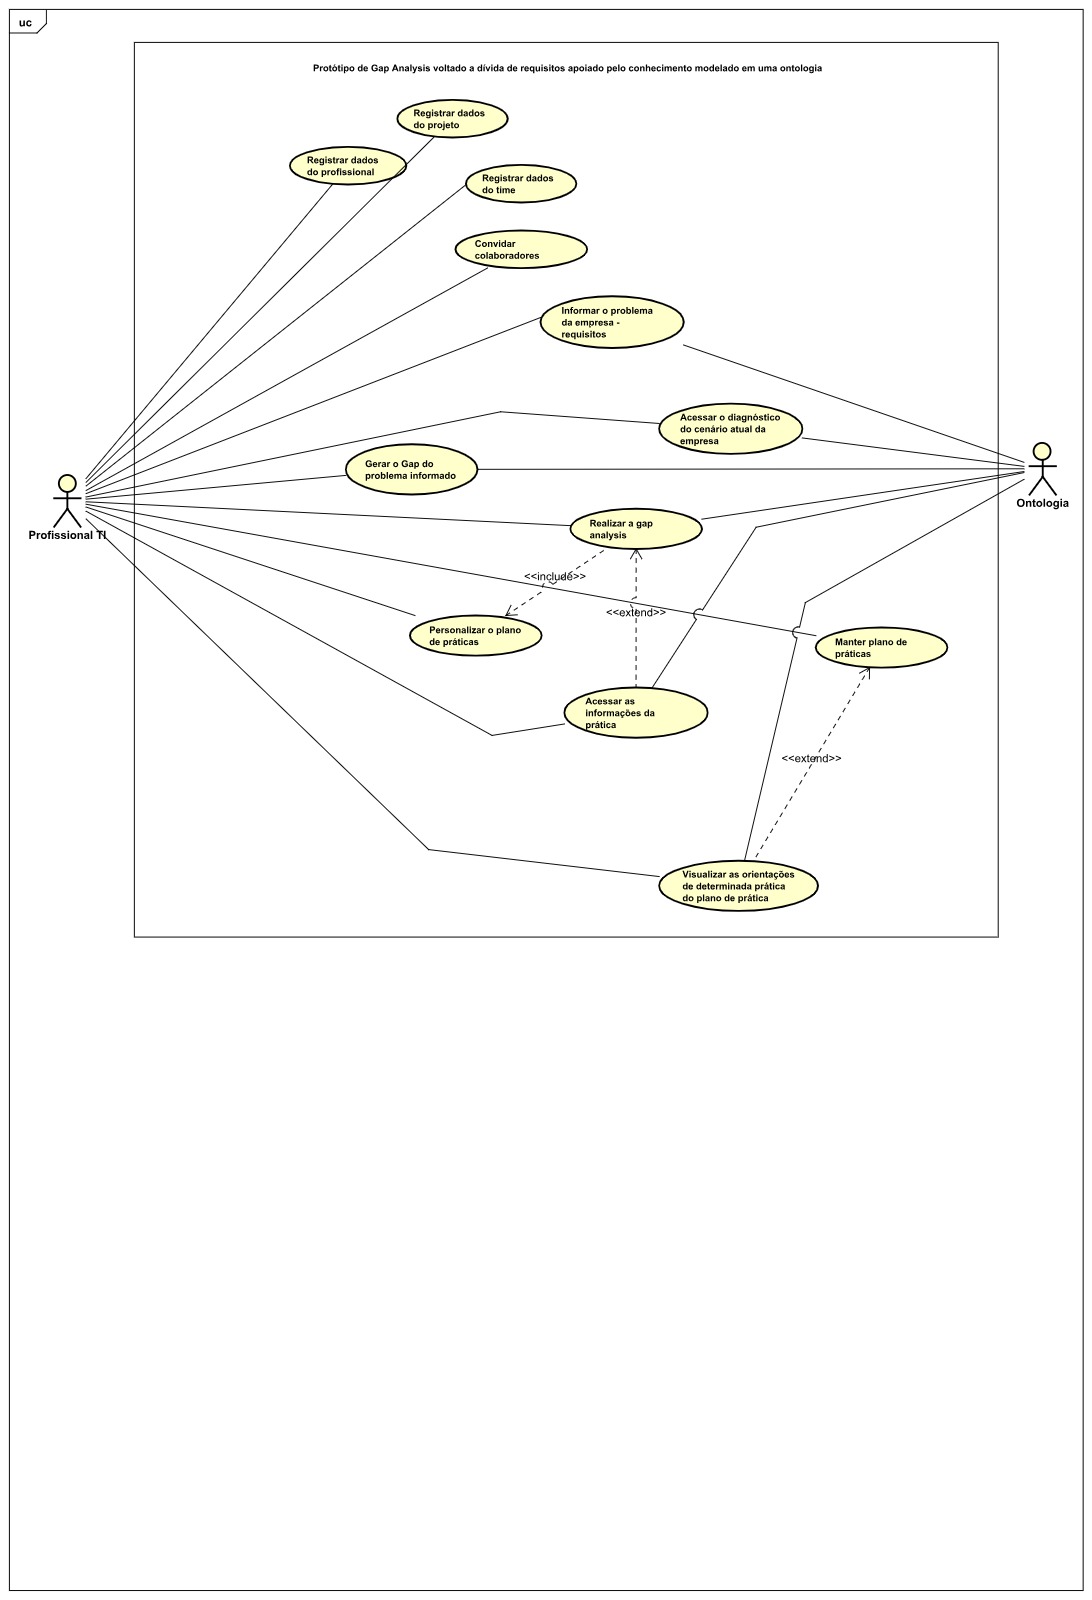 uc
Protótipo de Gap Analysis voltado a dívida de requisitos apoiado pelo conhecimento modelado em uma ontologia
Registrar dados
do projeto
Registrar dados
do profissional
Registrar dados
do time
Convidar
colaboradores
Informar o problema
da empresa -
requisitos
Acessar o diagnóstico
do cenário atual da
empresa
Gerar o Gap do
problema informado
Profissional TI
Ontologia
Realizar a gap
analysis
<<include>>
<<extend>>
Personalizar o plano
de práticas
Manter plano de
práticas
Acessar as
informações da
prática
<<extend>>
Visualizar as orientações
de determinada prática
do plano de prática